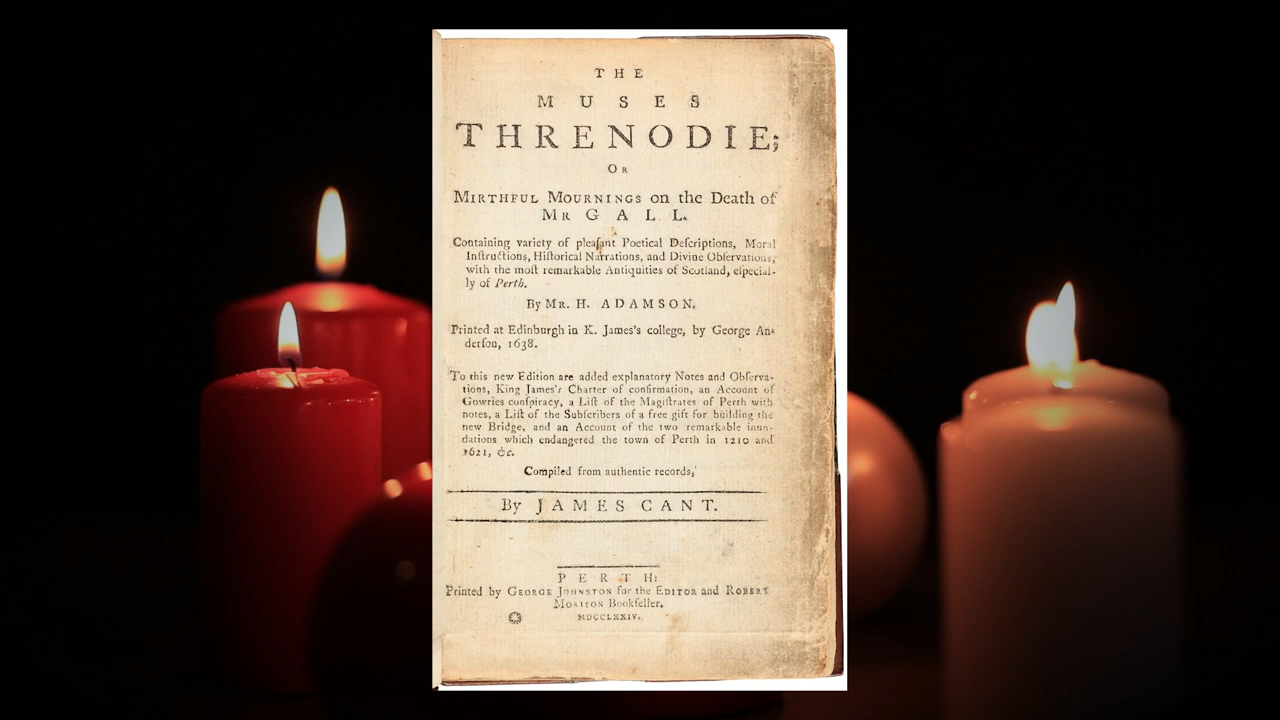 THE
MUSES
THRENODIE;
OR
MIRTHFUL MOURNINGS on the Death of
MR GALL.
Containing variety of pleaſant Poetical Deſcriptions, Moral
Inſtructions, Hiſtorical Narrations, and Divine Obſervations,
with the moſt remarkable Antiquities of Scotland, eſpecial-
ly of Perth.
By MR. H. ADAMSON.
Printed at Edinburgh in K. James's college, by George An-
derſon, 1638.
To this new Edition are added explanatory Notes and Obſerva-
tions, King James's Charter of confirmation, an Account of
Gowries conſpiracy, a Liſt of the Magiſtrates of Perth with
notes, a Liſt of the Subſcribers of a free gift for building the
new Bridge, and an Account of the two remarkable inun-
dations which endangered the town of Perth in 1210 and
1621, &c.
Compiled from authentic records,
By JAMES CANT.
PERTH:
Printed by GEORGE JOHNSTON for the EDITOR and ROBERT
MORISON Bookſeller.
MDCCLXXIV.